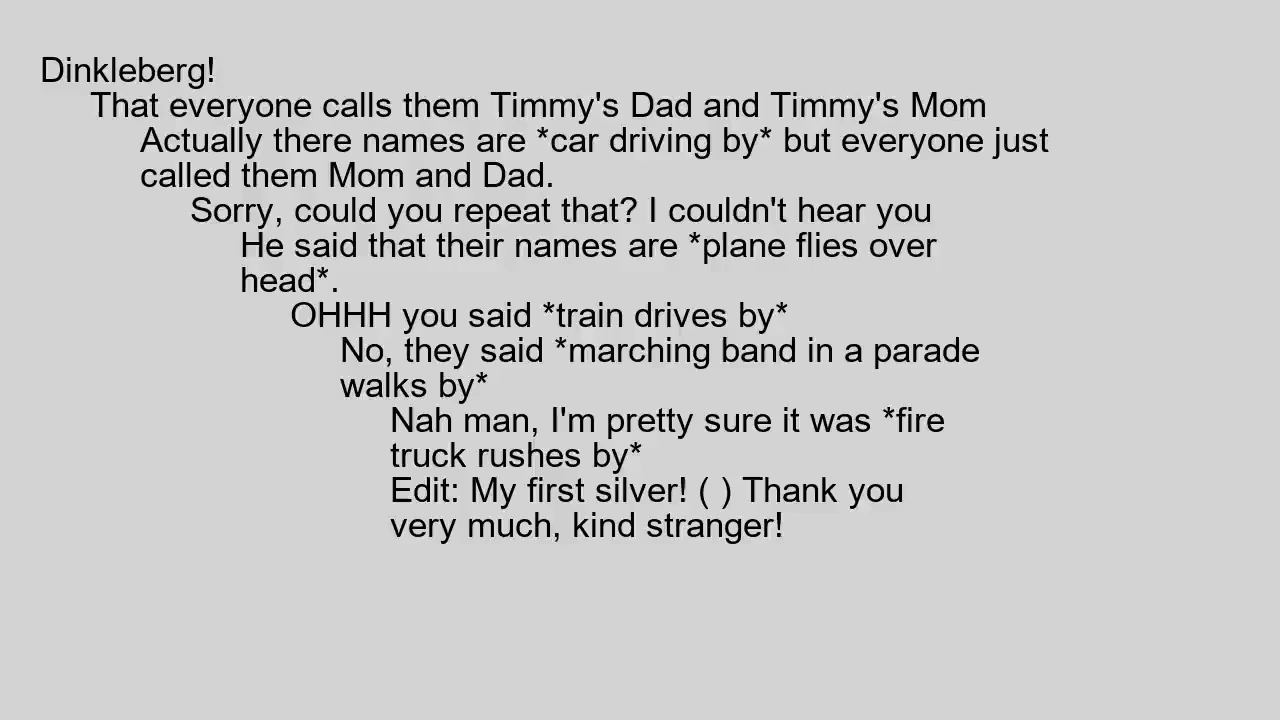 Dinkleberg!
That everyone calls them Timmy's Dad and Timmy's Mom
Actually there names are *car driving by* but everyone just
called them Mom and Dad.
Sorry, could you repeat that? I couldn't hear you
He said that their names are *plane flies over
head*.
OHHH you said *train drives by*
No, they said *marching band in a parade
walks by*
Nah man, I'm pretty sure it was *fire
truck rushes by*
Edit: My first silver! ( ) Thank you
very much, kind stranger!